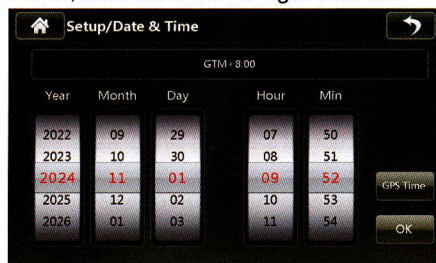 Setup/Date & Time
GTM+8:00
Year Month Day Hour Min
2022 09 29 07 50
2023 10 30 08 51
2024 11 01 09 52
GPS Time
2025 12 02 10 53
2026 01 03 11 54
OK